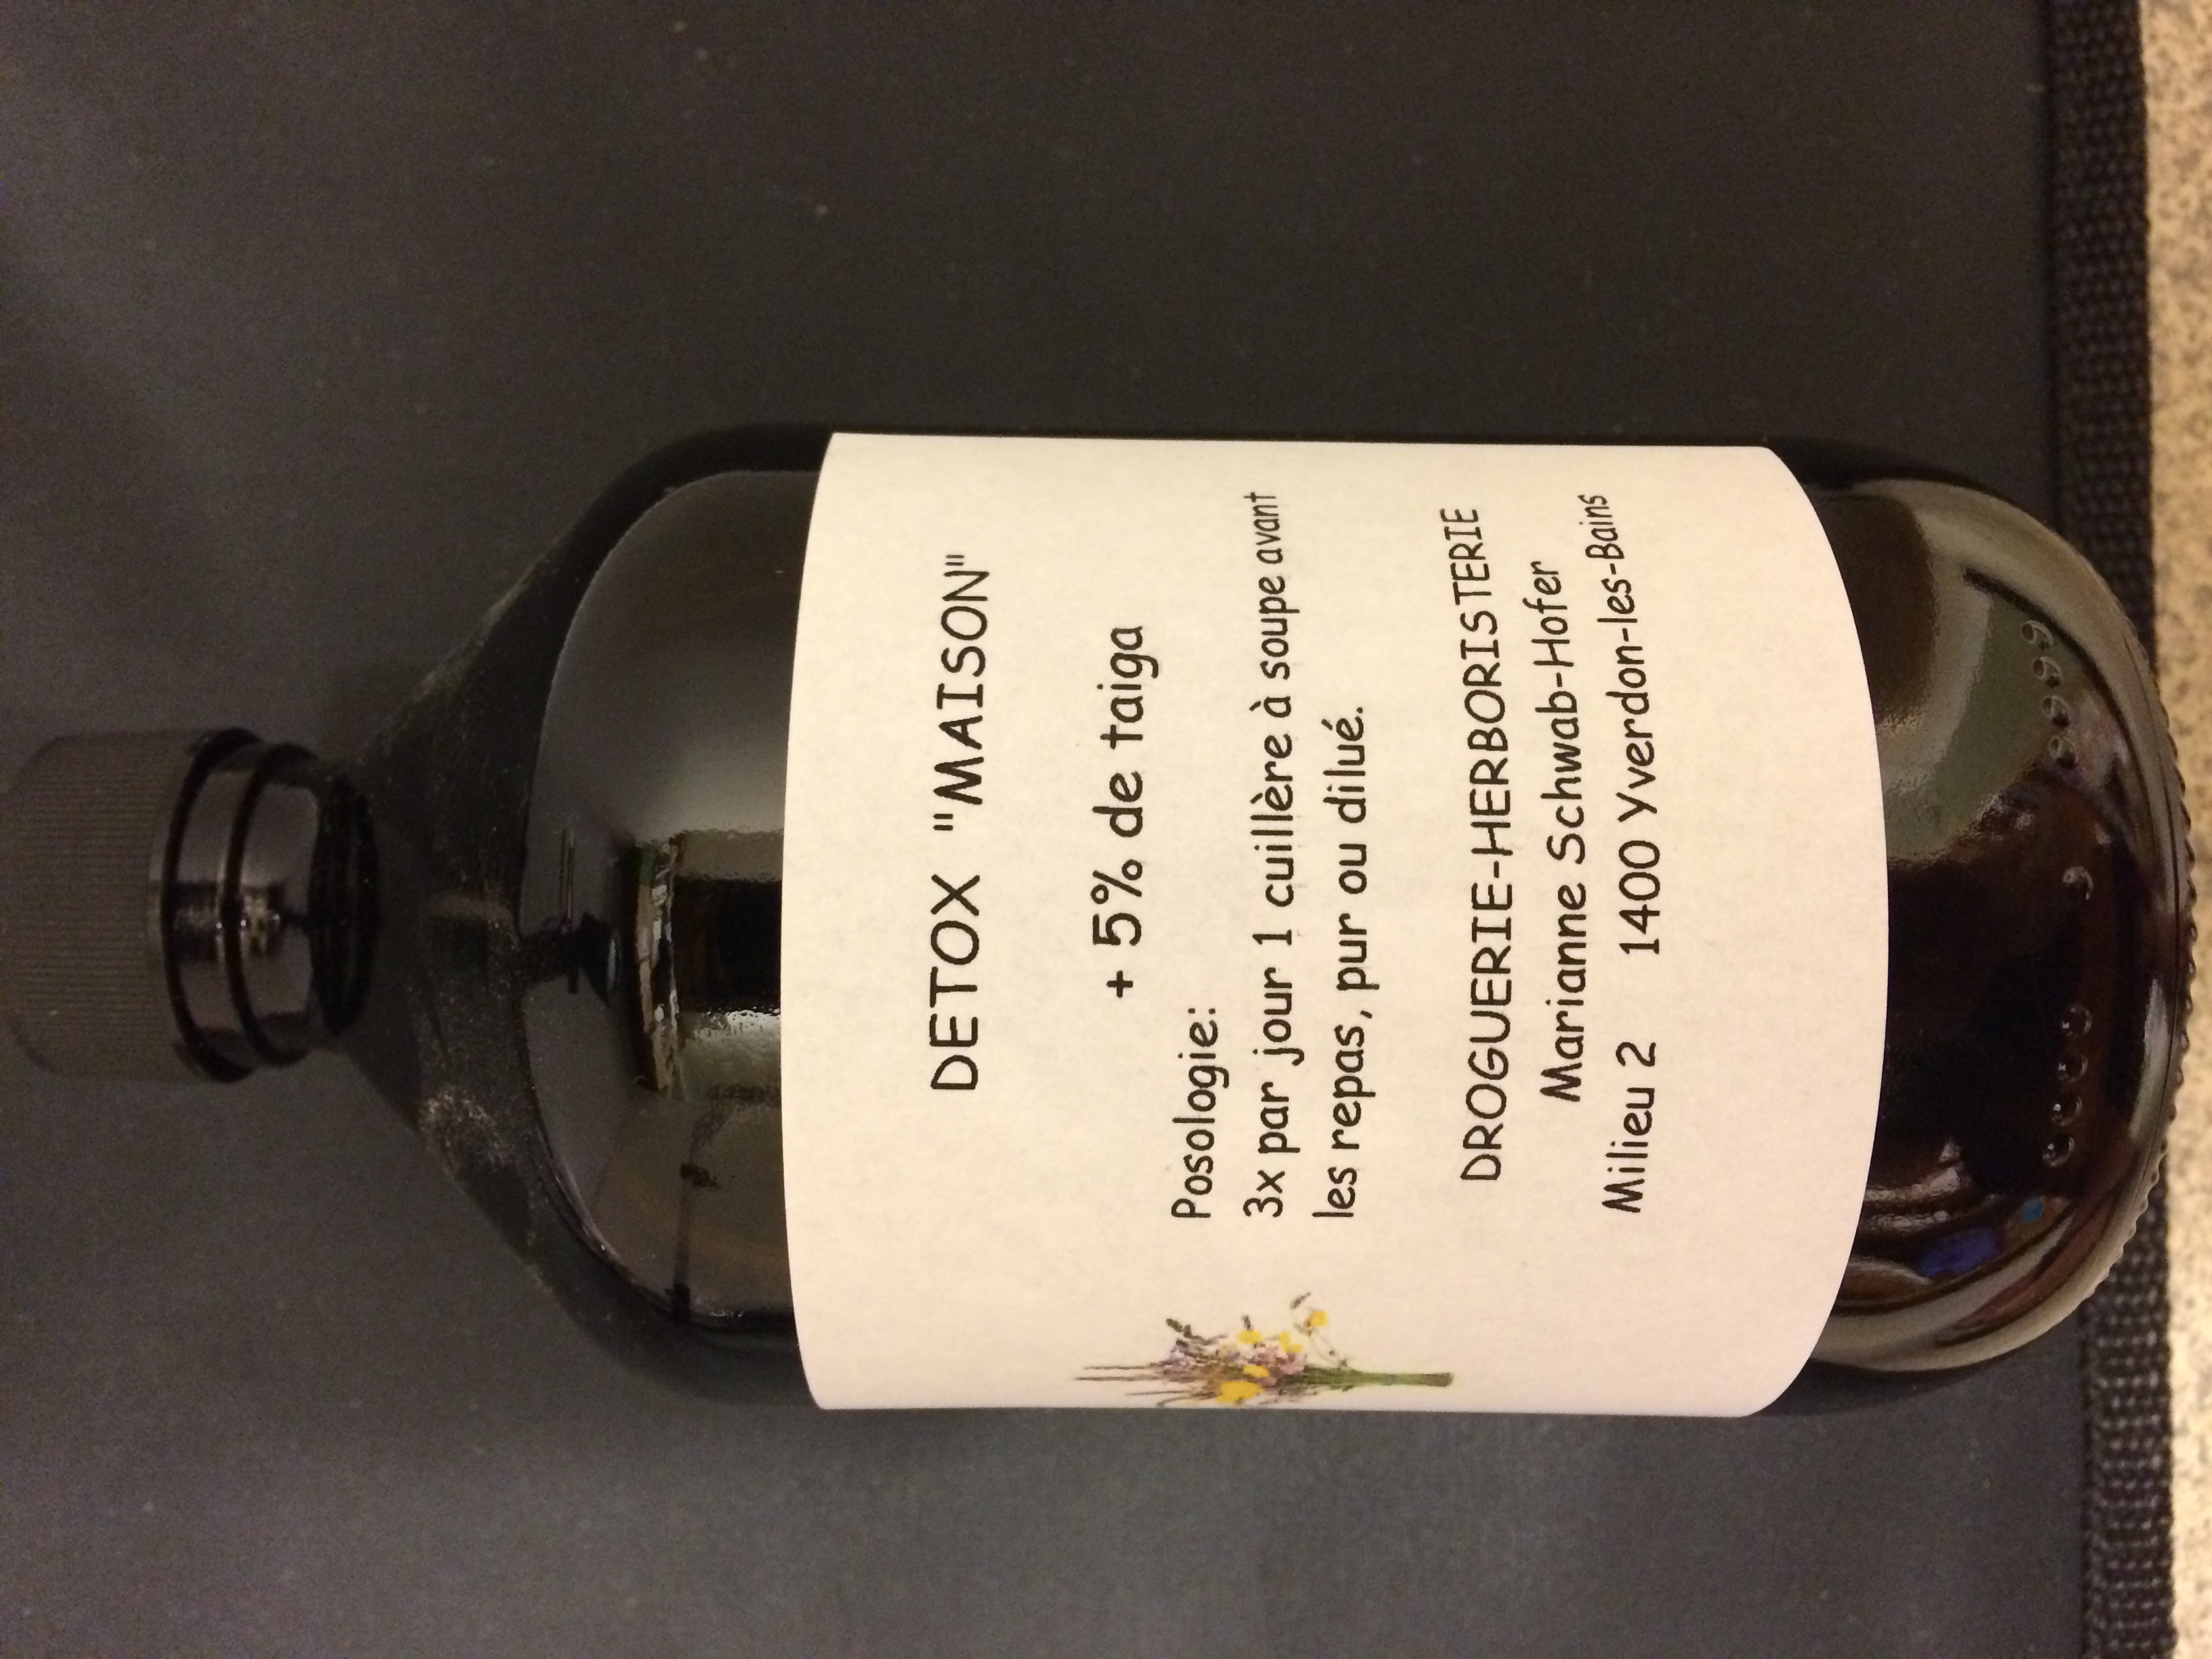 DETOX "MAISON"
+ 5% de taiga
Posologie:
3x par jour 1 cuillère à soupe avant
les repas, pur ou dilué.
DROGUERIE-HERBORISTERIE
Marianne Schwab-Hofer
Milieu 2 1400 Yverdon-les-Bains